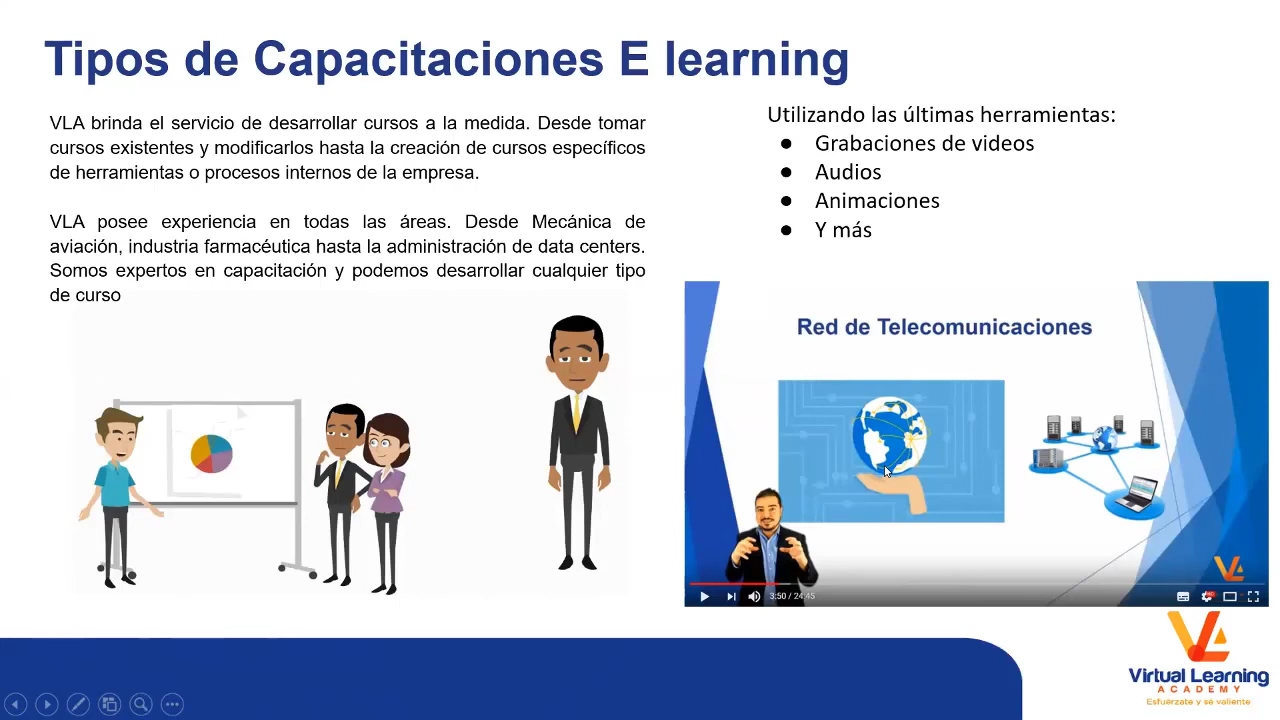 Tipos de Capacitaciones E learning
VLA brinda el servicio de desarrollar cursos a la medida. Desde tomar
cursos existentes y modificarlos hasta la creación de cursos específicos
de herramientas o procesos internos de la empresa.
VLA posee experiencia en todas las áreas. Desde Mecánica de
aviación, industria farmacéutica hasta la administración de data centers.
Somos expertos en capacitación y podemos desarrollar cualquier tipo
de curso
Utilizando las últimas herramientas:
● Grabaciones de videos
● Audios
● Animaciones
● Y más
Red de Telecomunicaciones
3:50 / 24:45
Virtual Learning
ACADEMY
Esfuérzate y sé valiente